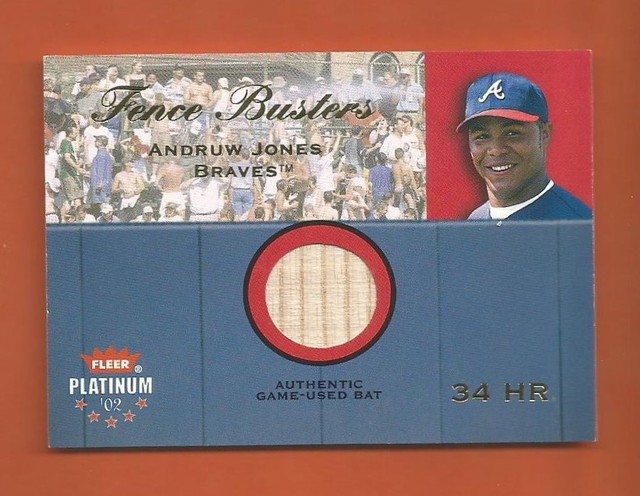 Fence Busters
ANDRUW JONES
BRAVES™
A
FLEER®
PLATINUM
'02
AUTHENTIC
GAME-USED BAT
34 HR